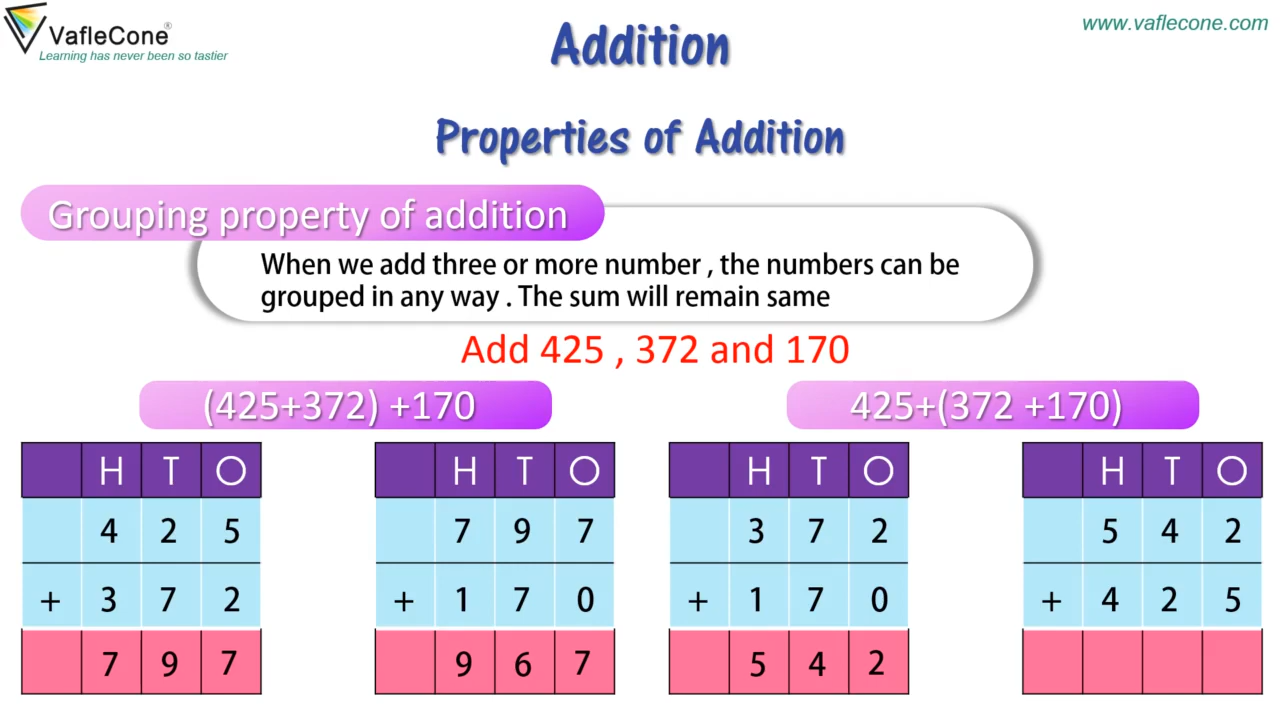 VafleCone®
Learning has never been so tastier
www.vaflecone.com
Addition
Properties of Addition
Grouping property of addition
When we add three or more number , the numbers can be
grouped in any way . The sum will remain same
Add 425 , 372 and 170
(425+372) +170
H T O
4 2 5
+ 3 7 2
7 9 7
H T O
7 9 7
+ 1 7 0
9 6 7
425+(372 +170)
H T O
3 7 2
+ 1 7 0
5 4 2
H T O
5 4 2
+ 4 2 5